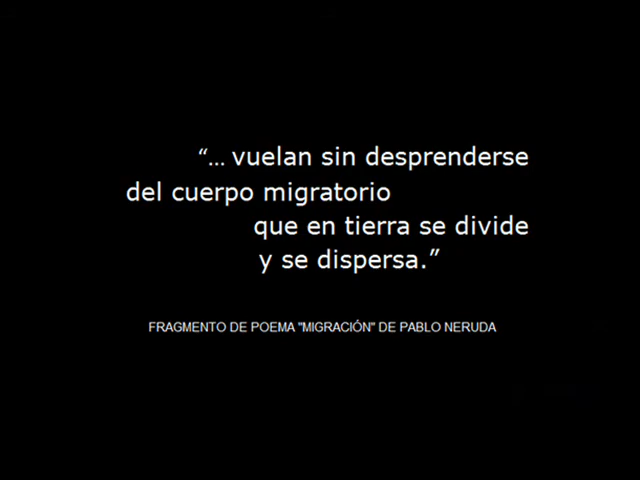 “... vuelan sin desprenderse
del cuerpo migratorio
que en tierra se divide
y se dispersa.”
FRAGMENTO DE POEMA "MIGRACIÓN" DE PABLO NERUDA